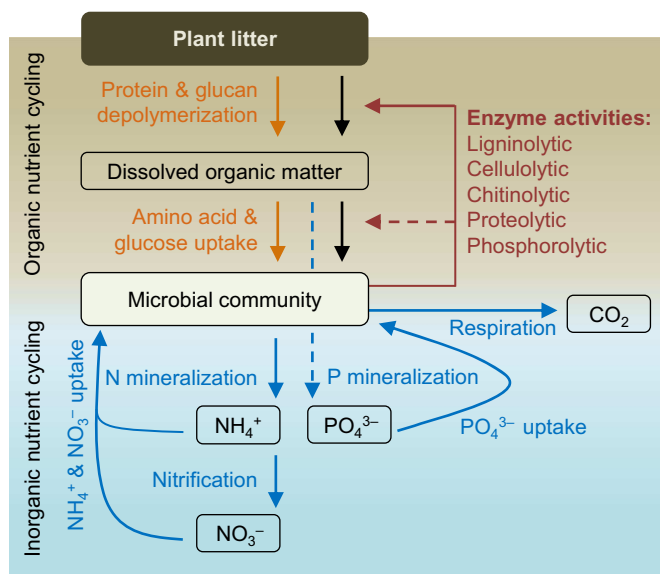 Plant litter
Organic nutrient cycling
Protein & glucan
depolymerization
Enzyme activities:
Ligninolytic
Cellulolytic
Chitinolytic
Proteolytic
Phosphorolytic
Dissolved organic matter
Amino acid &
glucose uptake
Microbial community
CO₂
Respiration
Inorganic nutrient cycling
NH₄⁺ & NO₃⁻ uptake
N mineralization
P mineralization
NH₄⁺
PO₄³⁻
PO₄³⁻ uptake
Nitrification
NO₃⁻